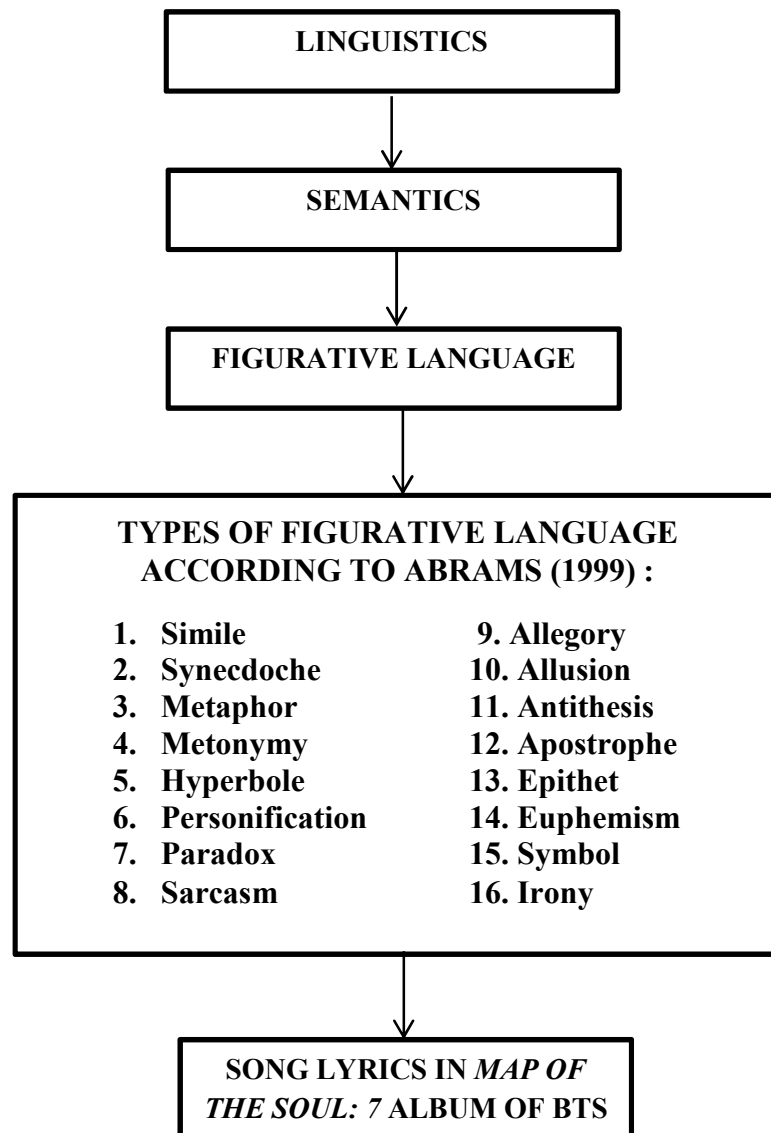 LINGUISTICS
SEMANTICS
FIGURATIVE LANGUAGE
TYPES OF FIGURATIVE LANGUAGE
ACCORDING TO ABRAMS (1999) :
1. Simile
2. Synecdoche
3. Metaphor
4. Metonymy
5. Hyperbole
6. Personification
7. Paradox
8. Sarcasm
9. Allegory
10. Allusion
11. Antithesis
12. Apostrophe
13. Epithet
14. Euphemism
15. Symbol
16. Irony
SONG LYRICS IN MAP OF
THE SOUL: 7 ALBUM OF BTS